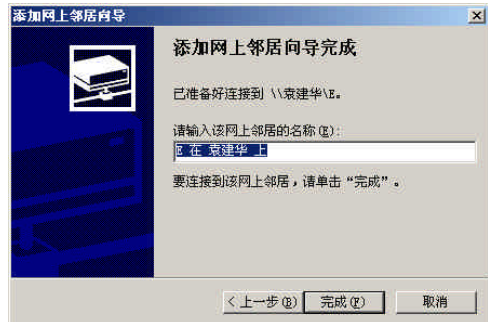 添加网上邻居向导
添加网上邻居向导完成
已准备好连接到 \\袁建华\E。
请输入该网上邻居的名称(E):
E 在 袁建华 上
要连接到该网上邻居，请单击“完成”。
< 上一步(B)
完成(F)
取消